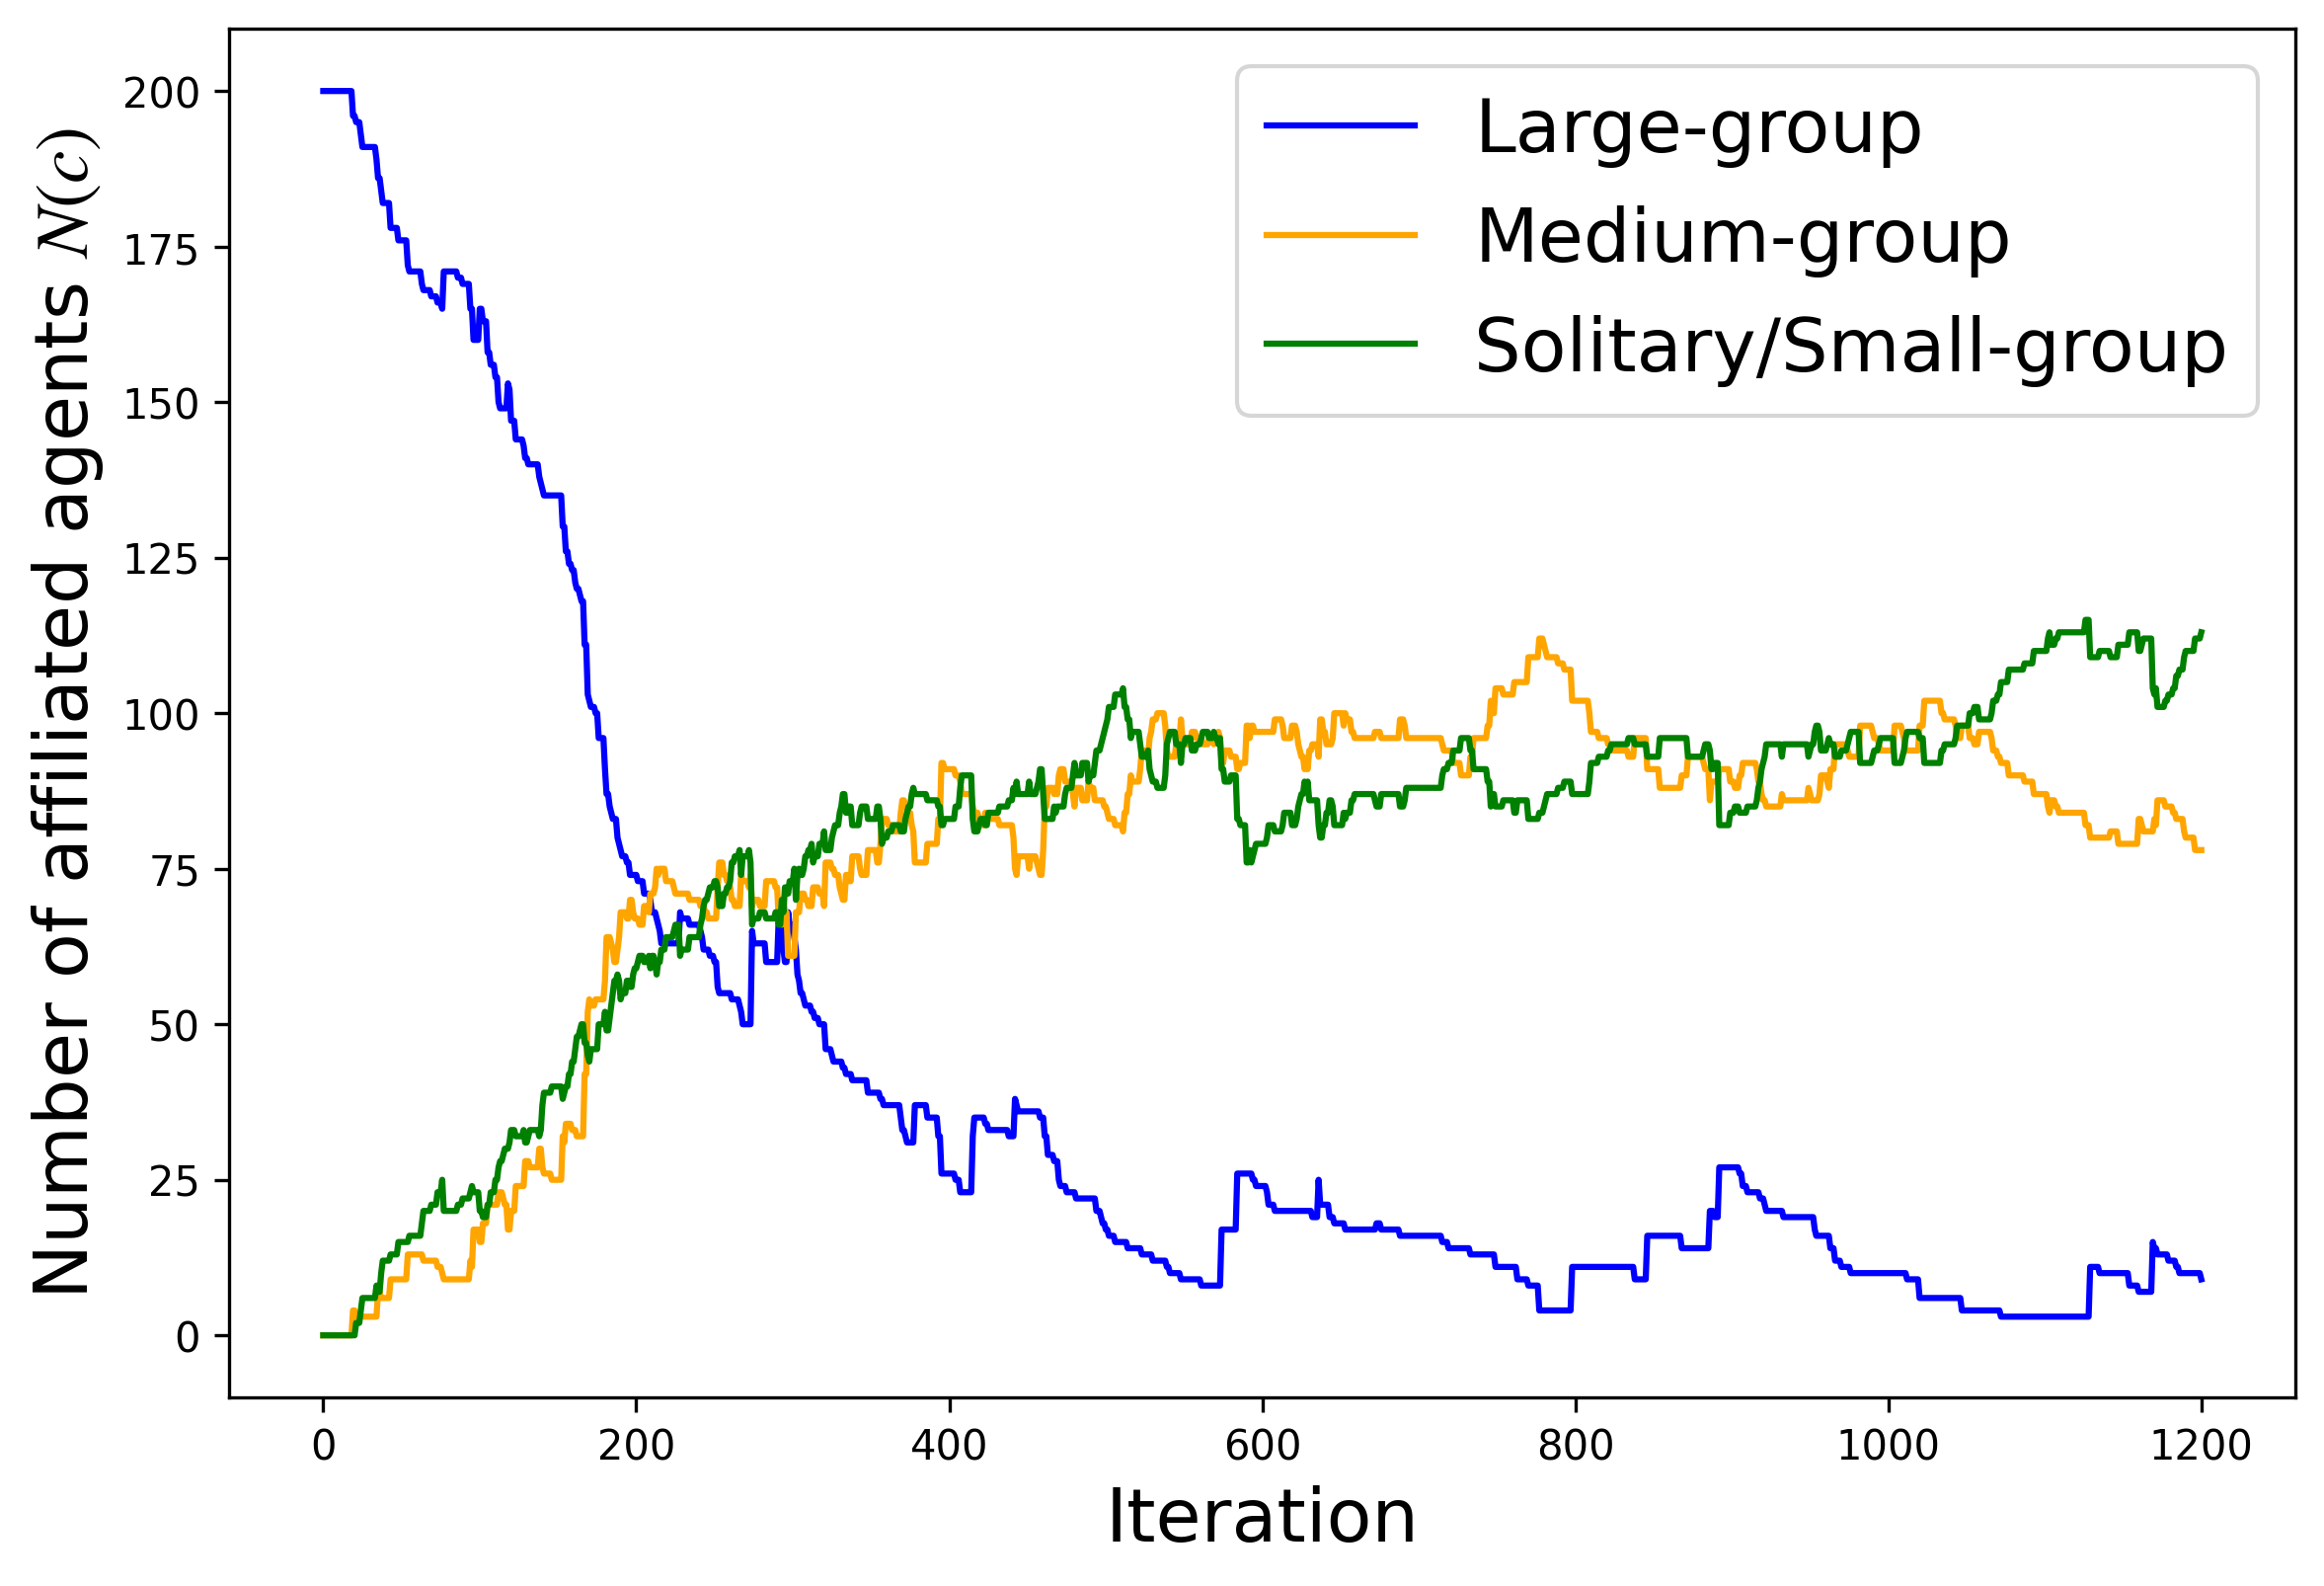 Number of affiliated agents N(c)
200
175
150
125
100
75
50
25
0
Large-group
Medium-group
Solitary/Small-group
0 200 400 600 800 1000 1200
Iteration